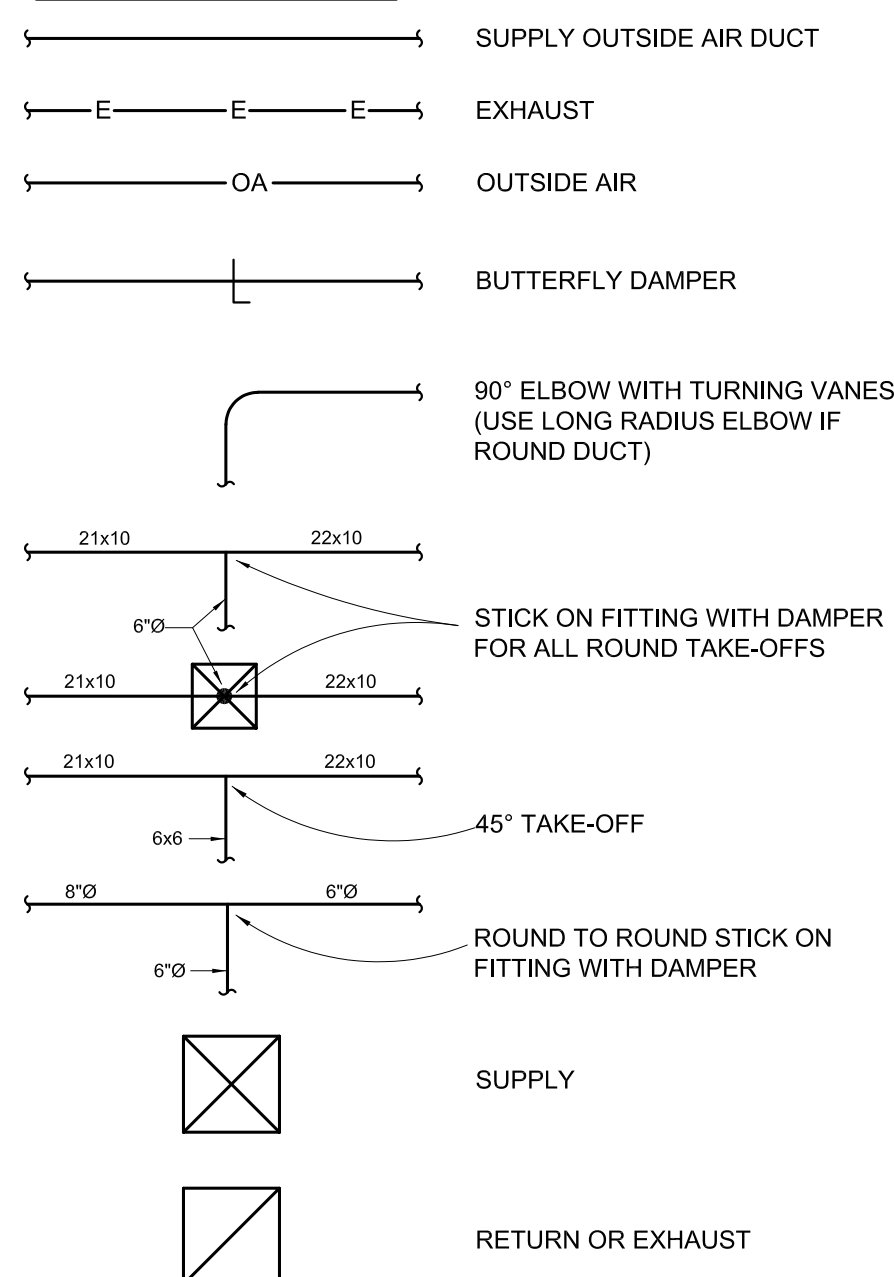 SUPPLY OUTSIDE AIR DUCT
E E E EXHAUST
OA OUTSIDE AIR
BUTTERFLY DAMPER
90° ELBOW WITH TURNING VANES
(USE LONG RADIUS ELBOW IF
ROUND DUCT)
21x10 22x10
6"Ø
STICK ON FITTING WITH DAMPER
FOR ALL ROUND TAKE-OFFS
21x10 22x10
21x10 22x10
6x6
45° TAKE-OFF
8"Ø 6"Ø
6"Ø
ROUND TO ROUND STICK ON
FITTING WITH DAMPER
SUPPLY
RETURN OR EXHAUST